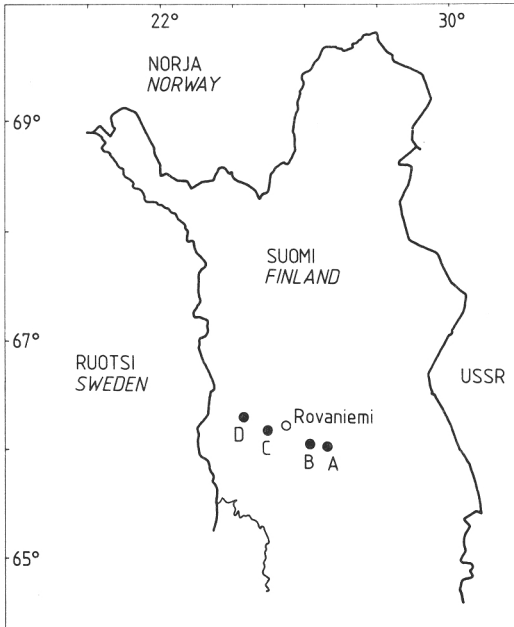 22°
30°
NORJA
NORWAY
69°
SUOMI
FINLAND
67°
RUOTSI
SWEDEN
USSR
Rovaniemi
D
C
B
A
65°